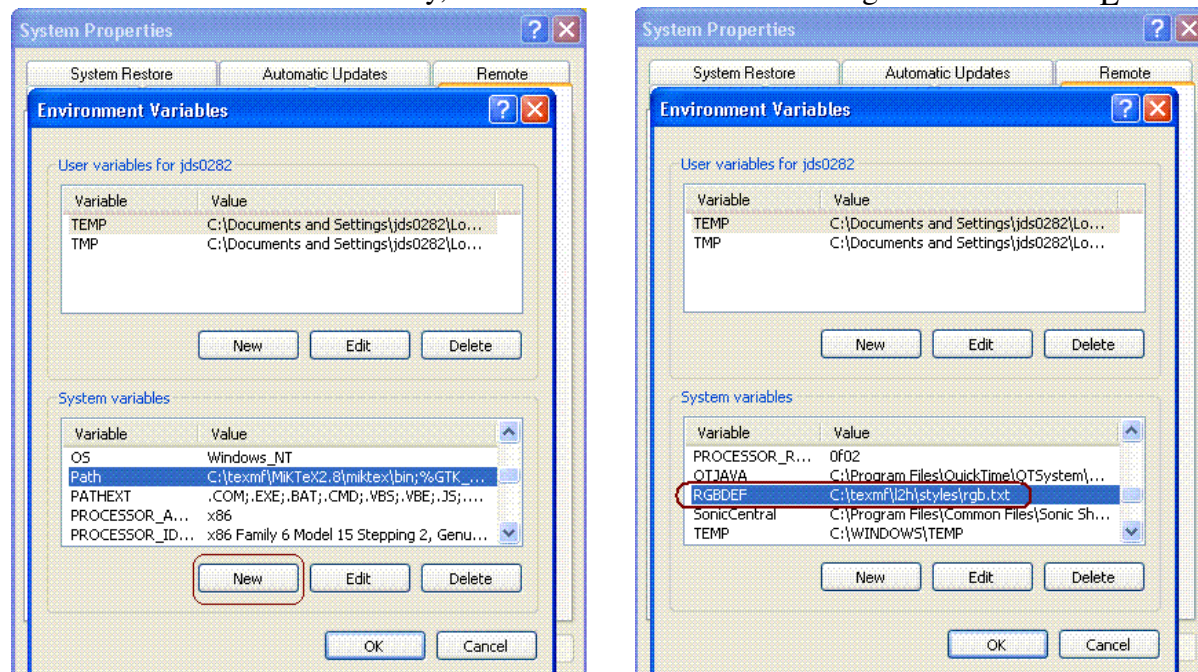 System Properties
System Restore Automatic Updates Remote
Environment Variables
User variables for jds0282
Variable Value
TEMP C:\Documents and Settings\jds0282\Lo...
TMP C:\Documents and Settings\jds0282\Lo...
New Edit Delete
System variables
Variable Value
OS Windows_NT
Path C:\texmf\MiKTeX2.8\miktex\bin;%GTK_...
PATHEXT .COM;.EXE;.BAT;.CMD;.VBS;.VBE;.JS;....
PROCESSOR_A... x86
PROCESSOR_ID... x86 Family 6 Model 15 Stepping 2, Genu...
New Edit Delete
OK Cancel
System Properties
System Restore Automatic Updates Remote
Environment Variables
User variables for jds0282
Variable Value
TEMP C:\Documents and Settings\jds0282\Lo...
TMP C:\Documents and Settings\jds0282\Lo...
New Edit Delete
System variables
Variable Value
PROCESSOR_R... 0f02
QTJAVA C:\Program Files\QuickTime\QTSystem\...
RGBDEF C:\texmf\l2h\styles\rgb.txt
SonicCentral C:\Program Files\Common Files\Sonic Sh...
TEMP C:\WINDOWS\TEMP
New Edit Delete
OK Cancel